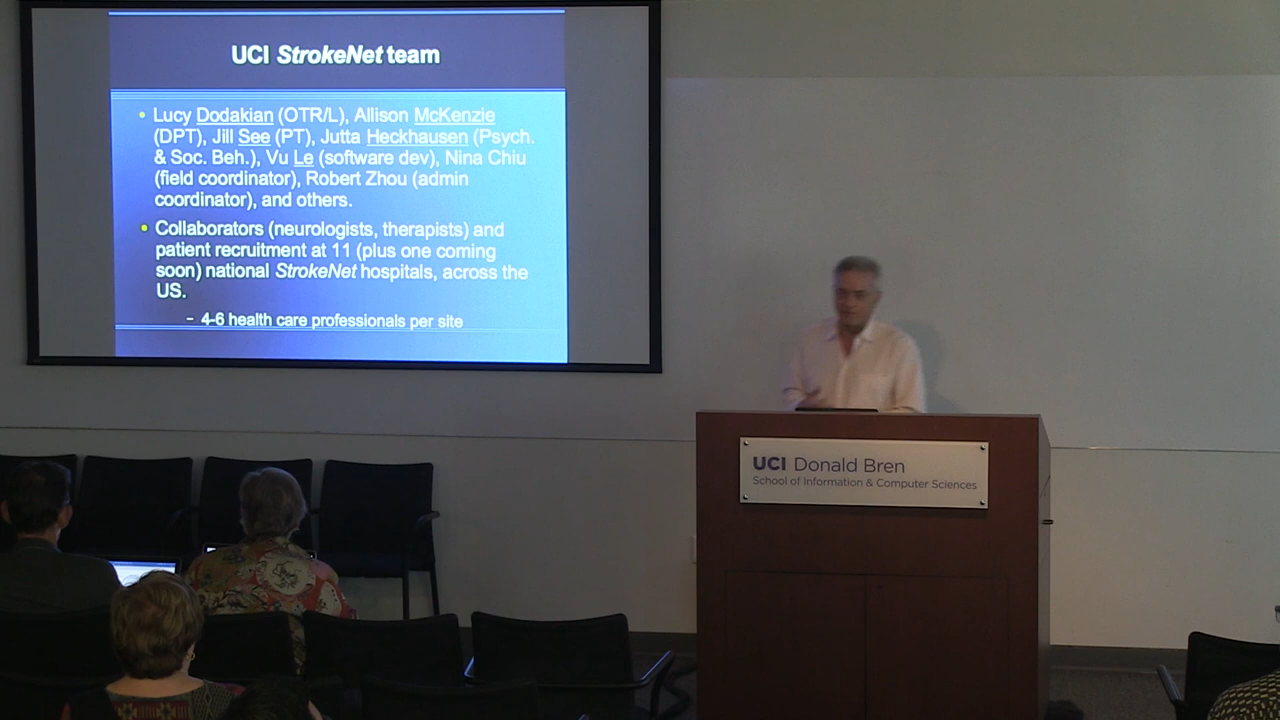 UCI StrokeNet team
• Lucy Dodakian (OTR/L), Allison McKenzie
(DPT), Jill See (PT), Jutta Heckhausen (Psych.
& Soc. Beh.), Vu Le (software dev), Nina Chiu
(field coordinator), Robert Zhou (admin
coordinator), and others.
• Collaborators (neurologists, therapists) and
patient recruitment at 11 (plus one coming
soon) national StrokeNet hospitals, across the
US.
– 4-6 health care professionals per site
UCI Donald Bren
School of Information & Computer Sciences